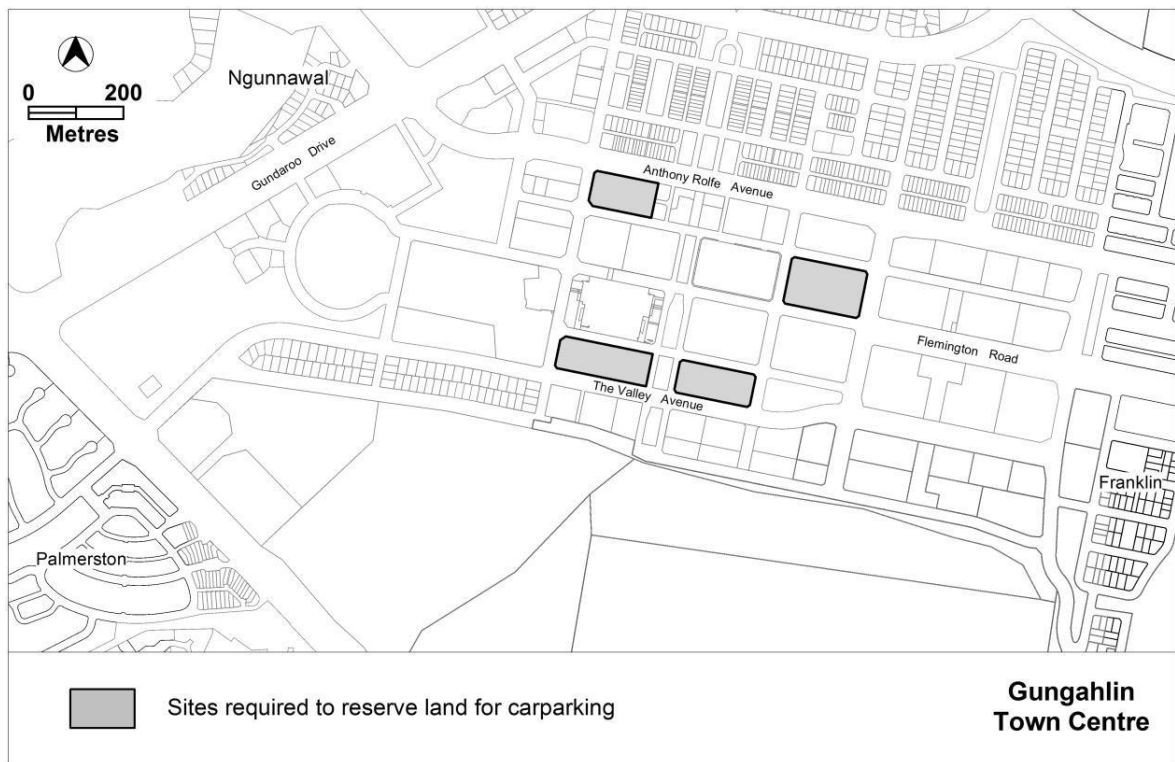 Ngunnawal
0 200
Metres
Gundaroo Drive
Anthony Rolfe Avenue
Flemington Road
The Valley Avenue
Franklin
Palmerston
Sites required to reserve land for carparking
Gungahlin
Town Centre